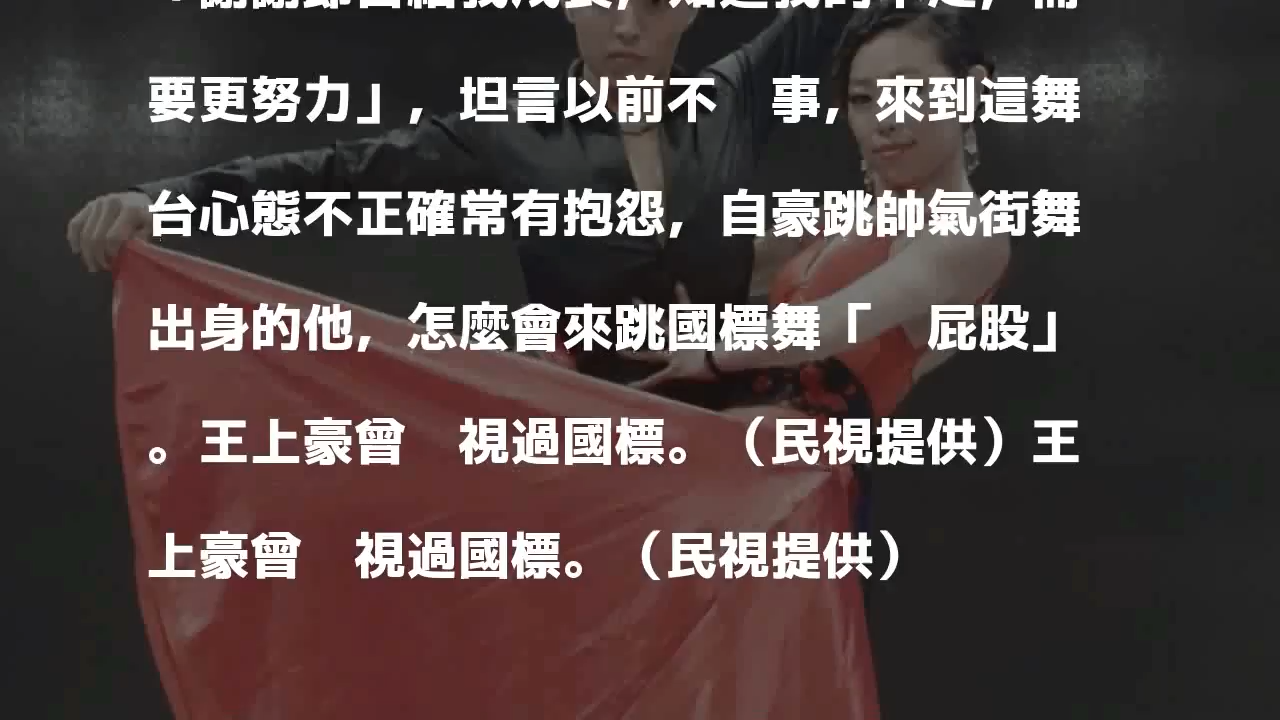 要更努力」，坦言以前不　事，來到這舞
台心態不正確常有抱怨，自豪跳帥氣街舞
出身的他，怎麼會來跳國標舞「　屁股」
。王上豪曾　視過國標。（民視提供）王
上豪曾　視過國標。（民視提供）